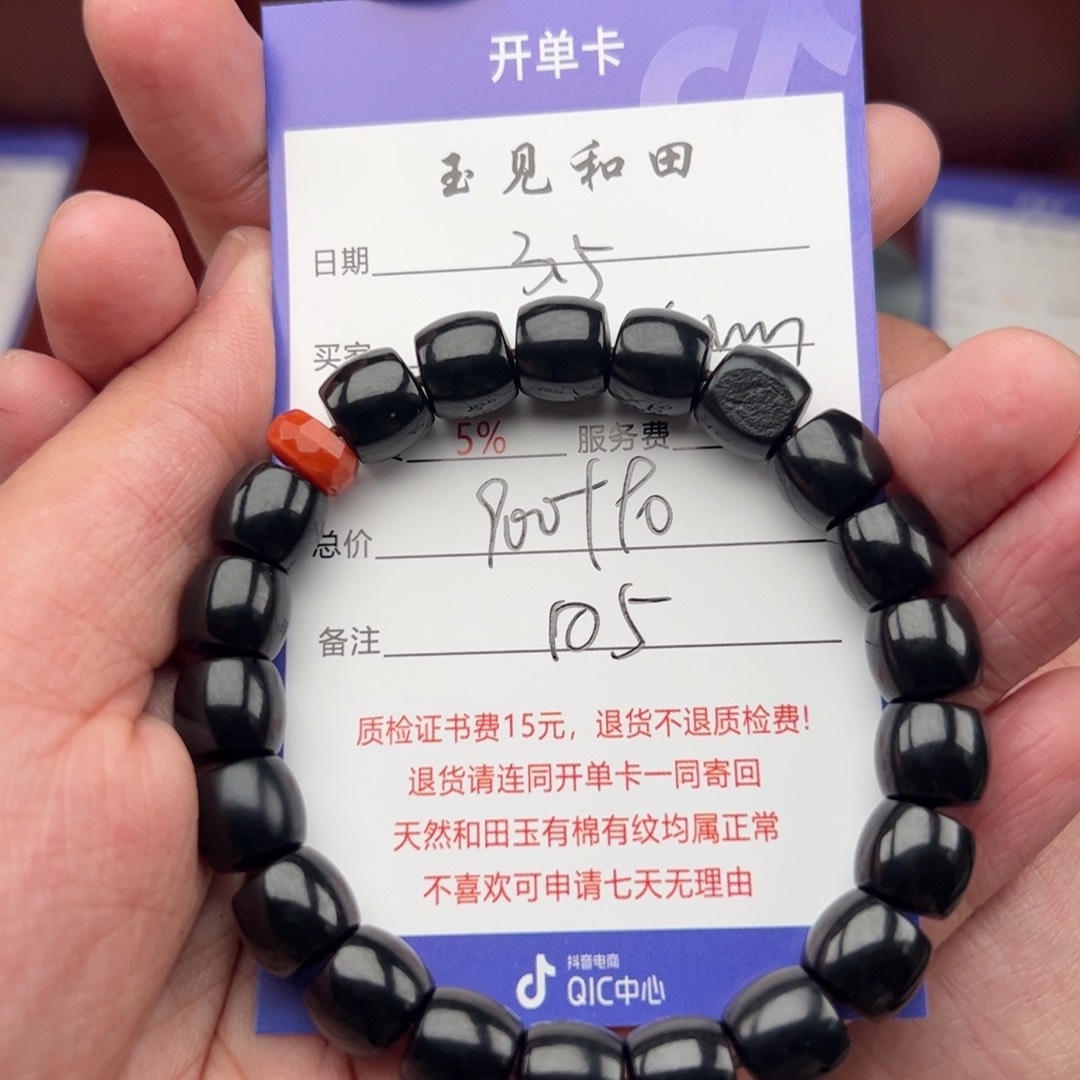 开单卡
玉见和田
日期 3.5
买家
5% 服务费
总价 900+90
备注 105
质检证书费15元，退货不退质检费！
退货请连同开单卡一同寄回
天然和田玉有棉有纹均属正常
不喜欢可申请七天无理由
抖音电商
QIC中心